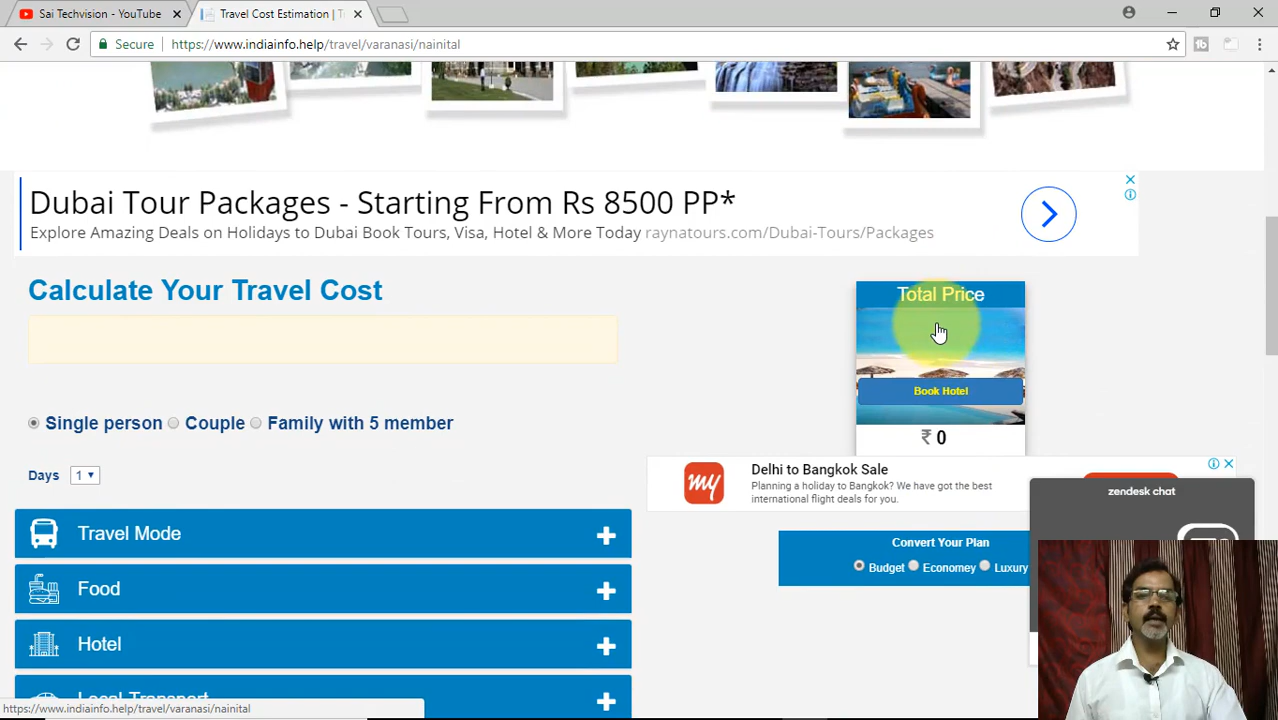 Sai Techvision - YouTube
Travel Cost Estimation | T
Secure
https://www.indiainfo.help/travel/varanasi/nainital
Dubai Tour Packages - Starting From Rs 8500 PP*
Explore Amazing Deals on Holidays to Dubai Book Tours, Visa, Hotel & More Today raynatours.com/Dubai-Tours/Packages
Calculate Your Travel Cost
Total Price
Book Hotel
₹ 0
Single person
Couple
Family with 5 member
Days 1
Delhi to Bangkok Sale
Planning a holiday to Bangkok? We have got the best
international flight deals for you.
my
zendesk chat
Travel Mode
Food
Hotel
Convert Your Plan
Budget Economey Luxury
Local Transport
https://www.indiainfo.help/travel/varanasi/nainital